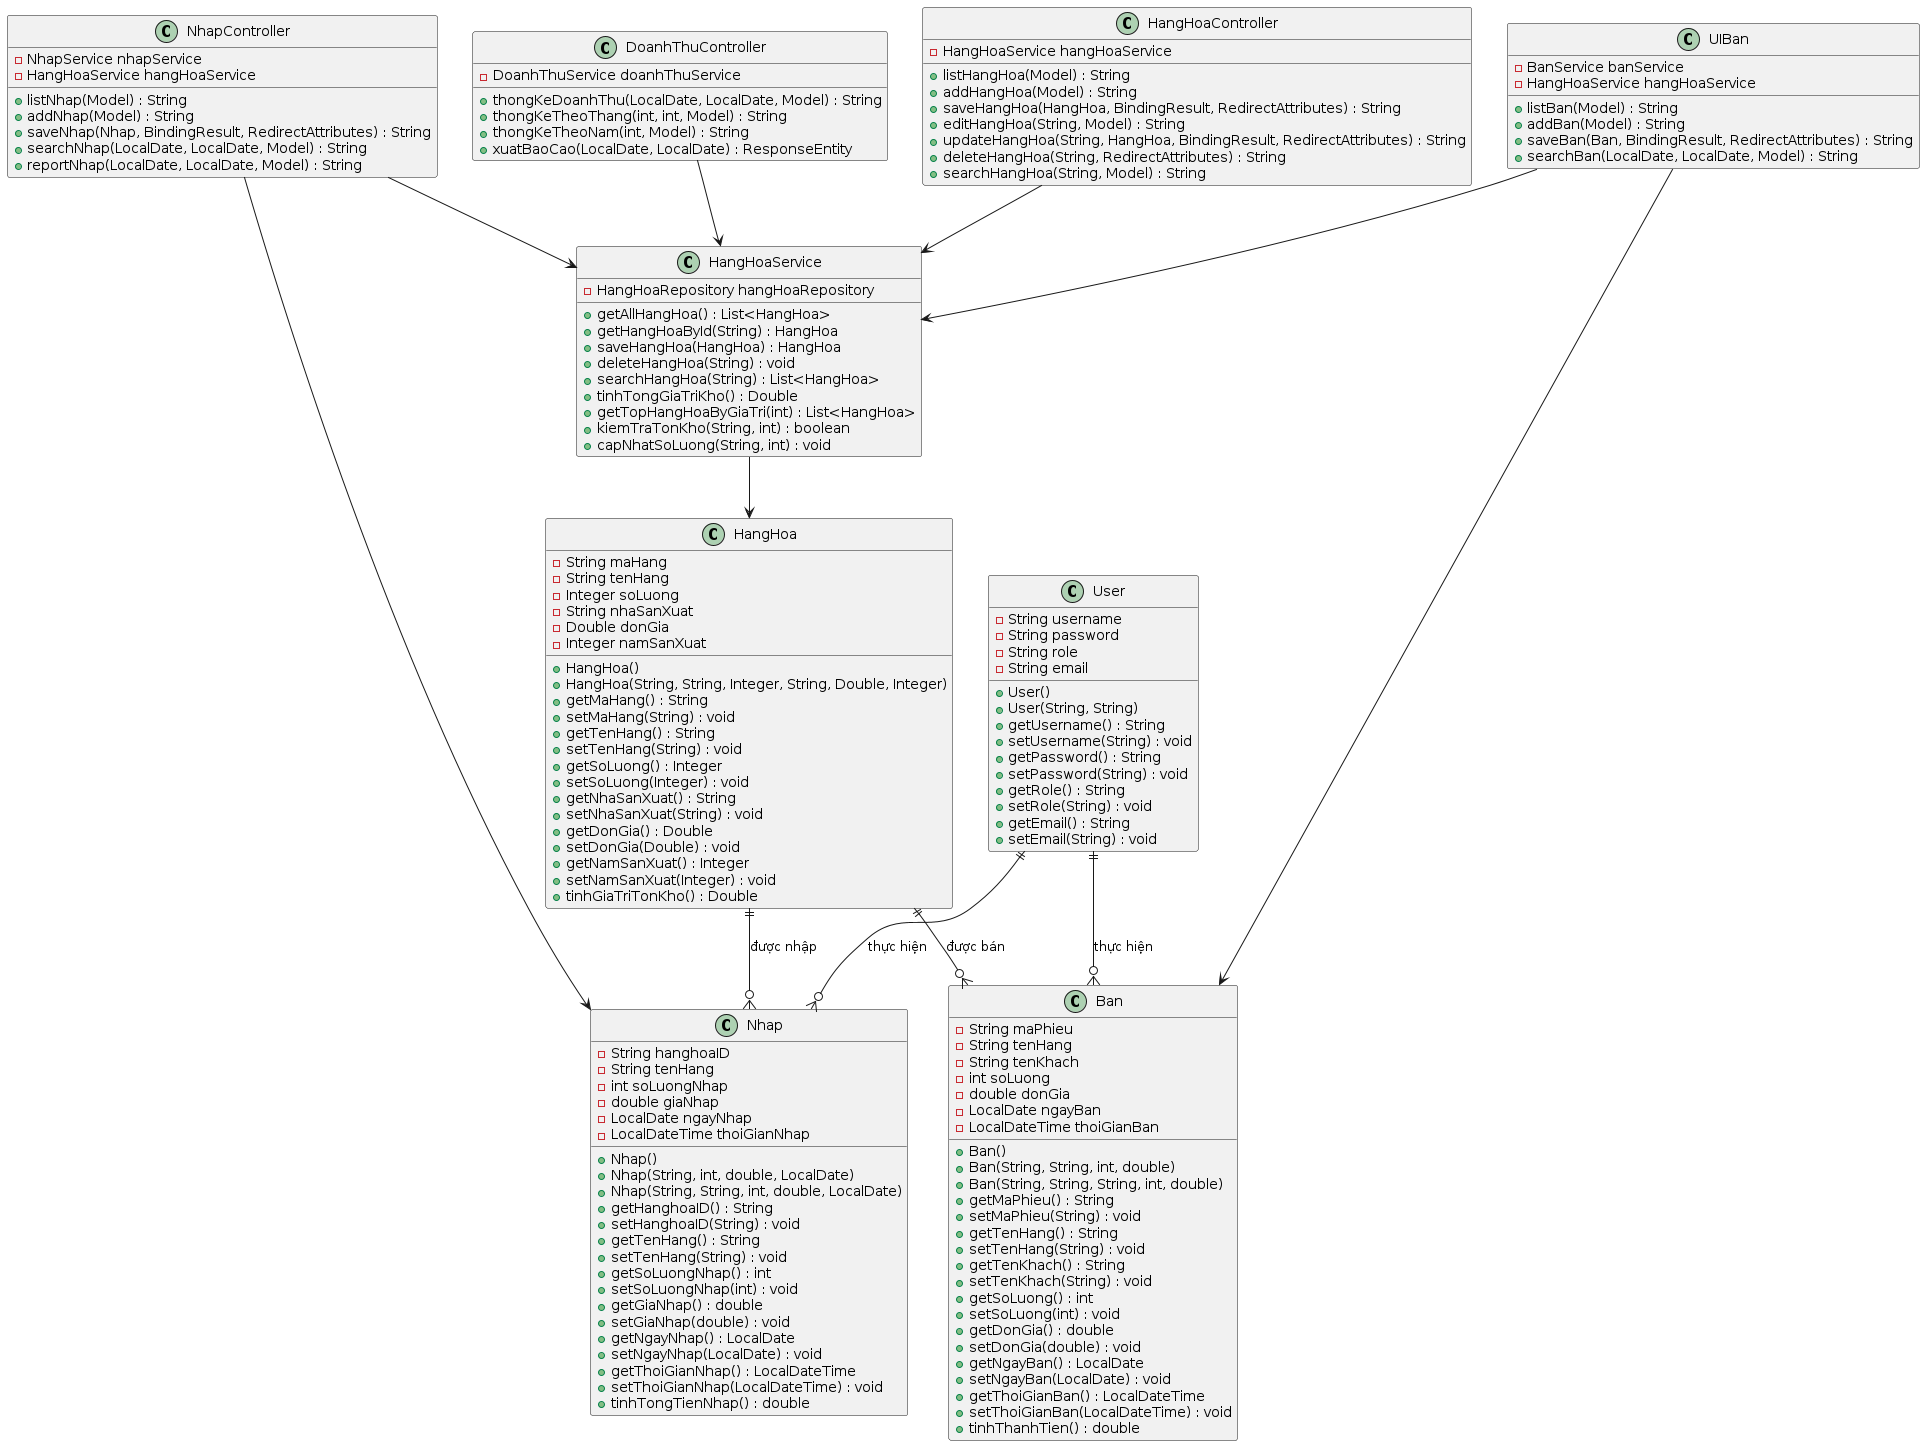 NhapController
NhapService nhapService
HangHoaService hangHoaService
listNhap(Model) : String
addNhap(Model) : String
saveNhap(Nhap, BindingResult, RedirectAttributes) : String
searchNhap(LocalDate, LocalDate, Model) : String
reportNhap(LocalDate, LocalDate, Model) : String
DoanhThuController
DoanhThuService doanhThuService
thongKeDoanhThu(LocalDate, LocalDate, Model) : String
thongKeTheoThang(int, int, Model) : String
thongKeTheoNam(int, Model) : String
xuatBaoCao(LocalDate, LocalDate) : ResponseEntity
HangHoaController
HangHoaService hangHoaService
listHangHoa(Model) : String
addHangHoa(Model) : String
saveHangHoa(HangHoa, BindingResult, RedirectAttributes) : String
editHangHoa(String, Model) : String
updateHangHoa(String, HangHoa, BindingResult, RedirectAttributes) : String
deleteHangHoa(String, RedirectAttributes) : String
searchHangHoa(String, Model) : String
UIBan
BanService banService
HangHoaService hangHoaService
listBan(Model) : String
addBan(Model) : String
saveBan(Ban, BindingResult, RedirectAttributes) : String
searchBan(LocalDate, LocalDate, Model) : String
HangHoaService
HangHoaRepository hangHoaRepository
getAllHangHoa() : List<HangHoa>
getHangHoaById(String) : HangHoa
saveHangHoa(HangHoa) : HangHoa
deleteHangHoa(String) : void
searchHangHoa(String) : List<HangHoa>
tinhTongGiaTriKho() : Double
getTopHangHoaByGiaTri(int) : List<HangHoa>
kiemTraTonKho(String, int) : boolean
capNhatSoLuong(String, int) : void
HangHoa
String maHang
String tenHang
Integer soLuong
String nhaSanXuat
Double donGia
Integer namSanXuat
HangHoa()
HangHoa(String, String, Integer, String, Double, Integer)
getMaHang() : String
setMaHang(String) : void
getTenHang() : String
setTenHang(String) : void
getSoLuong() : Integer
setSoLuong(Integer) : void
getNhaSanXuat() : String
setNhaSanXuat(String) : void
getDonGia() : Double
setDonGia(Double) : void
getNamSanXuat() : Integer
setNamSanXuat(Integer) : void
tinhGiaTriTonKho() : Double
User
String username
String password
String role
String email
User()
User(String, String)
getUsername() : String
setUsername(String) : void
getPassword() : String
setPassword(String) : void
getRole() : String
setRole(String) : void
getEmail() : String
setEmail(String) : void
được nhập
thực hiện
được bán
thực hiện
Nhap
String hanghoaID
String tenHang
int soLuongNhap
double giaNhap
LocalDate ngayNhap
LocalDateTime thoiGianNhap
Nhap()
Nhap(String, int, double, LocalDate)
Nhap(String, String, int, double, LocalDate)
getHanghoaID() : String
setHanghoaID(String) : void
getTenHang() : String
setTenHang(String) : void
getSoLuongNhap() : int
setSoLuongNhap(int) : void
getGiaNhap() : double
setGiaNhap(double) : void
getNgayNhap() : LocalDate
setNgayNhap(LocalDate) : void
getThoiGianNhap() : LocalDateTime
setThoiGianNhap(LocalDateTime) : void
tinhTongTienNhap() : double
Ban
String maPhieu
String tenHang
String tenKhach
int soLuong
double donGia
LocalDate ngayBan
LocalDateTime thoiGianBan
Ban()
Ban(String, String, int, double)
Ban(String, String, String, int, double)
getMaPhieu() : String
setMaPhieu(String) : void
getTenHang() : String
setTenHang(String) : void
getTenKhach() : String
setTenKhach(String) : void
getSoLuong() : int
setSoLuong(int) : void
getDonGia() : double
setDonGia(double) : void
getNgayBan() : LocalDate
setNgayBan(LocalDate) : void
getThoiGianBan() : LocalDateTime
setThoiGianBan(LocalDateTime) : void
tinhThanhTien() : double